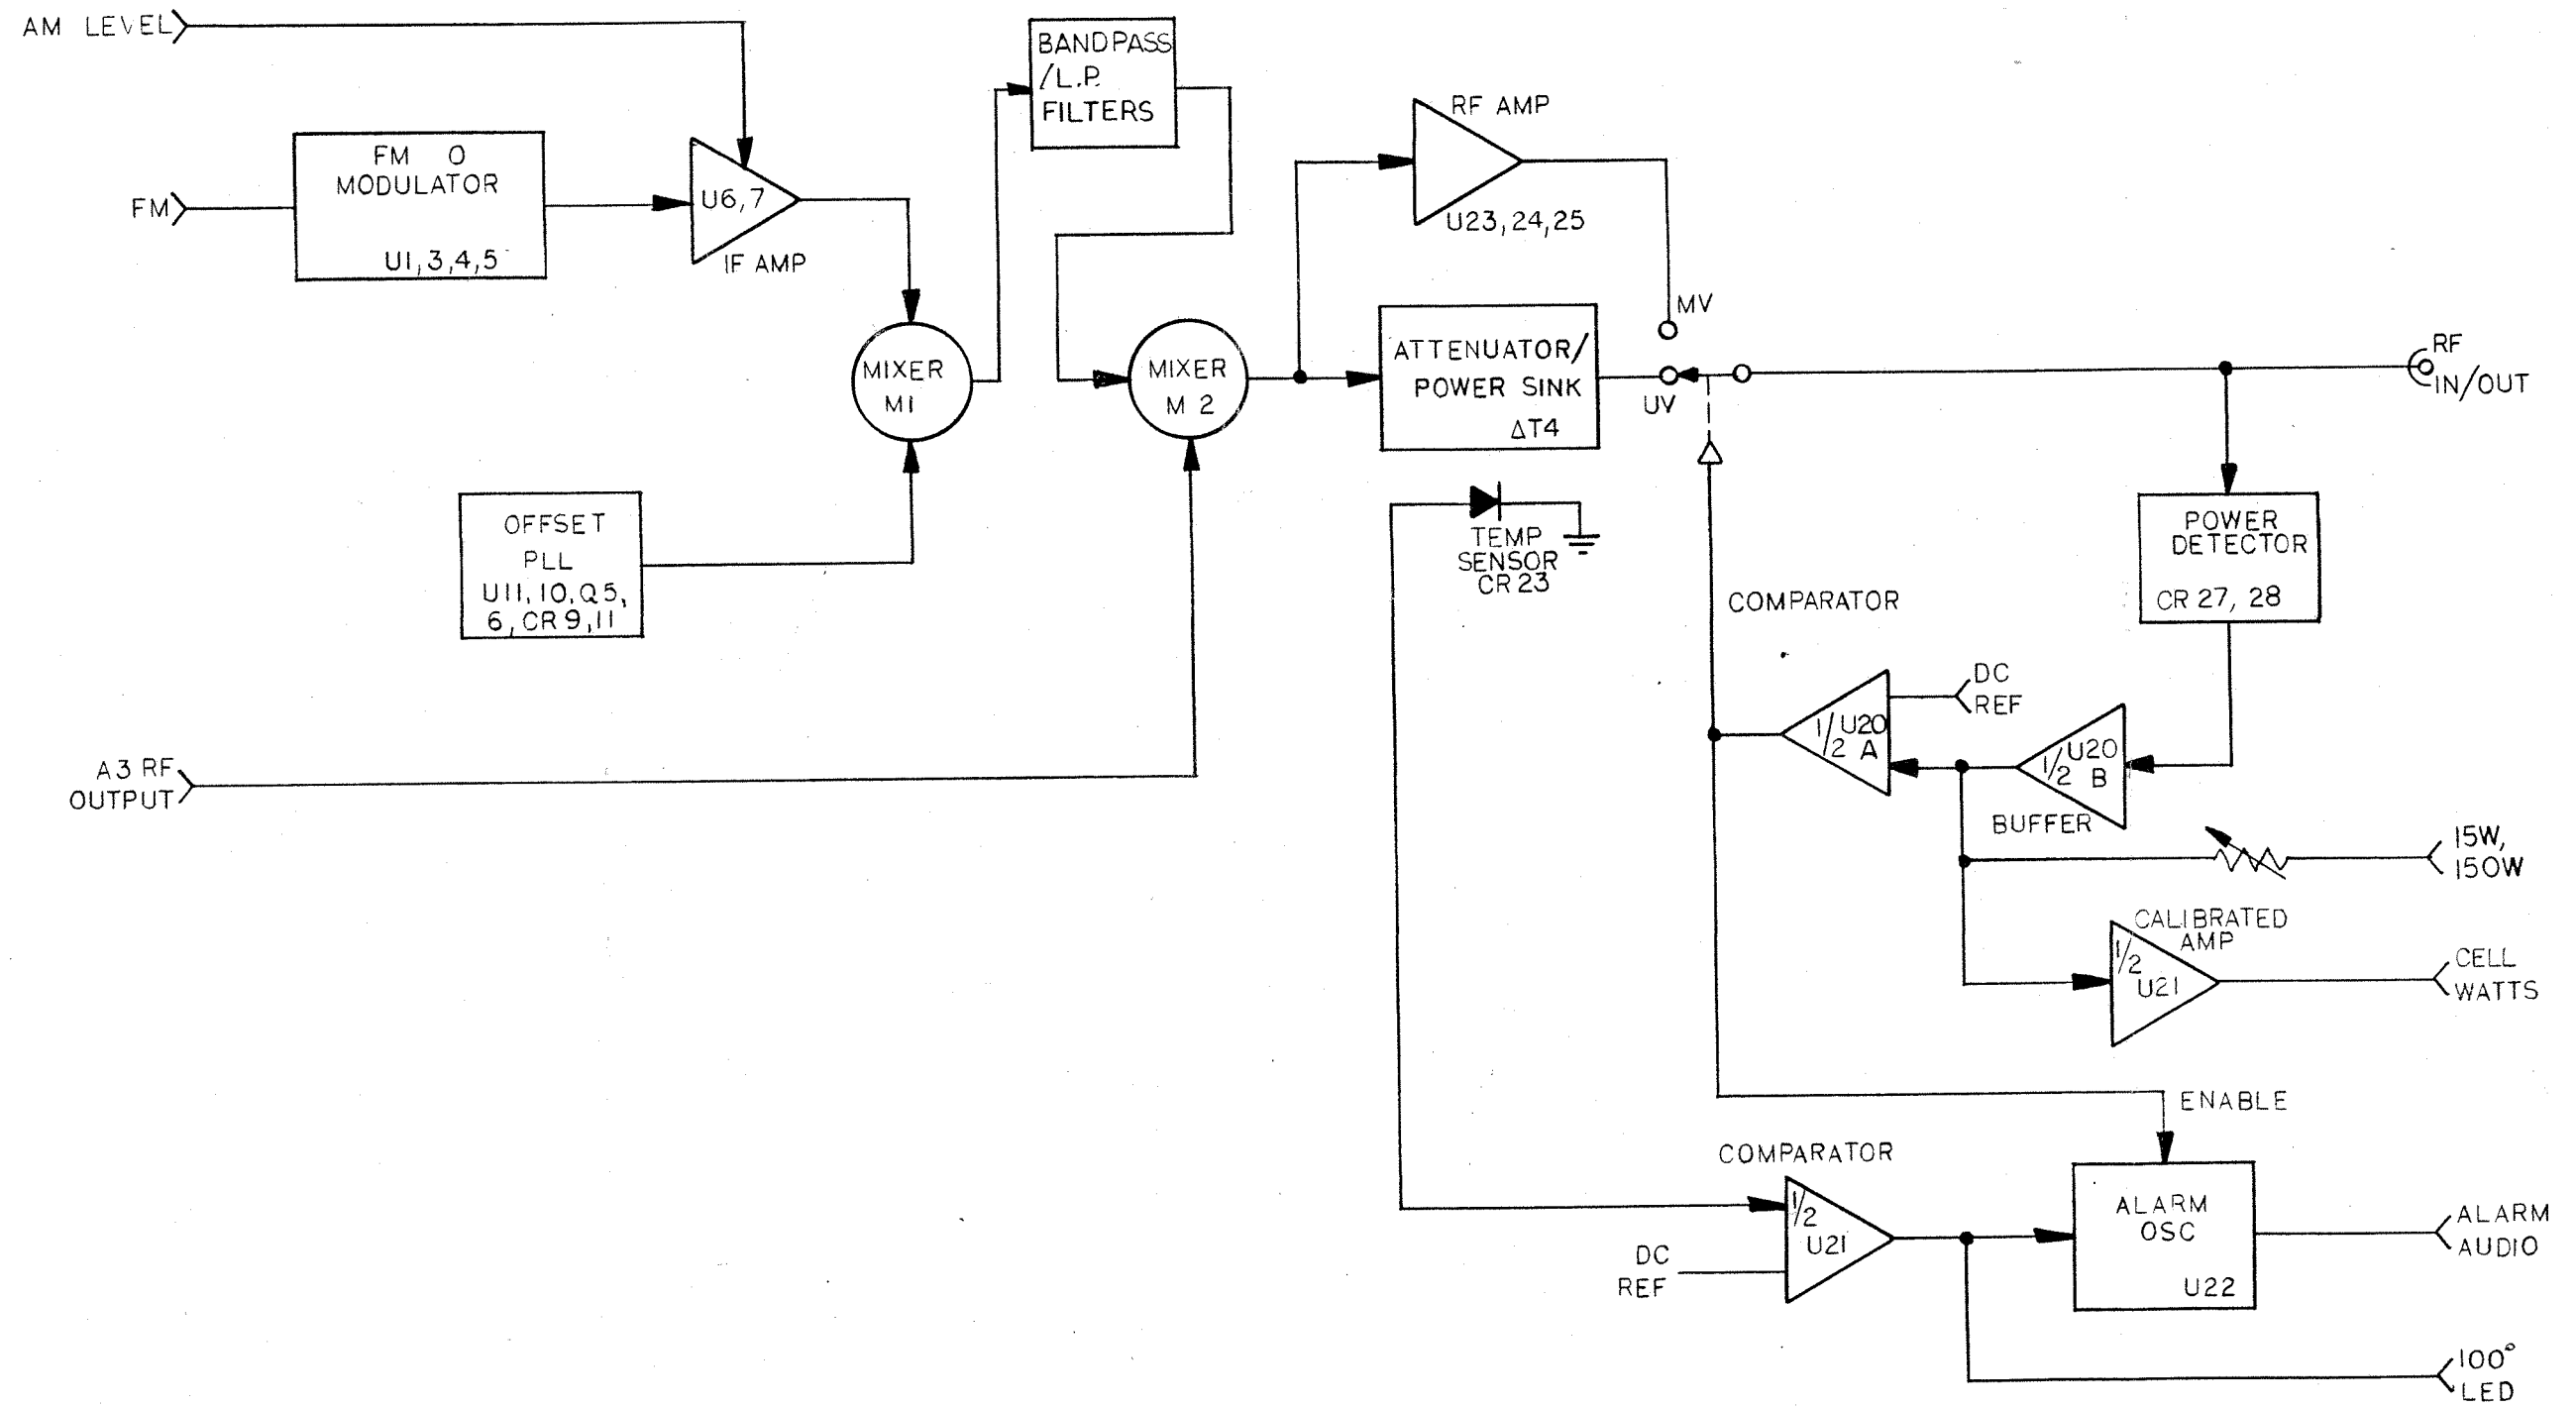 AM LEVEL
BANDPASS
/L.P.
FILTERS
RF AMP
U23,24,25
FM O
MODULATOR
U1,3,4,5
FM
U6,7
IF AMP
MV
MIXER
M1
MIXER
M 2
ATTENUATOR/
POWER SINK
ΔT4
UV
RF
IN/OUT
OFFSET
PLL
U11,10,Q5,
6,CR9,11
TEMP
SENSOR
CR23
POWER
DETECTOR
CR 27, 28
COMPARATOR
DC
REF
1/2 U20
A
1/2 U20
B
BUFFER
A3 RF
OUTPUT
15W,
150W
CALIBRATED
AMP
1/2
U21
CELL
WATTS
ENABLE
COMPARATOR
1/2
U21
DC
REF
ALARM
OSC
U22
ALARM
AUDIO
100°
LED